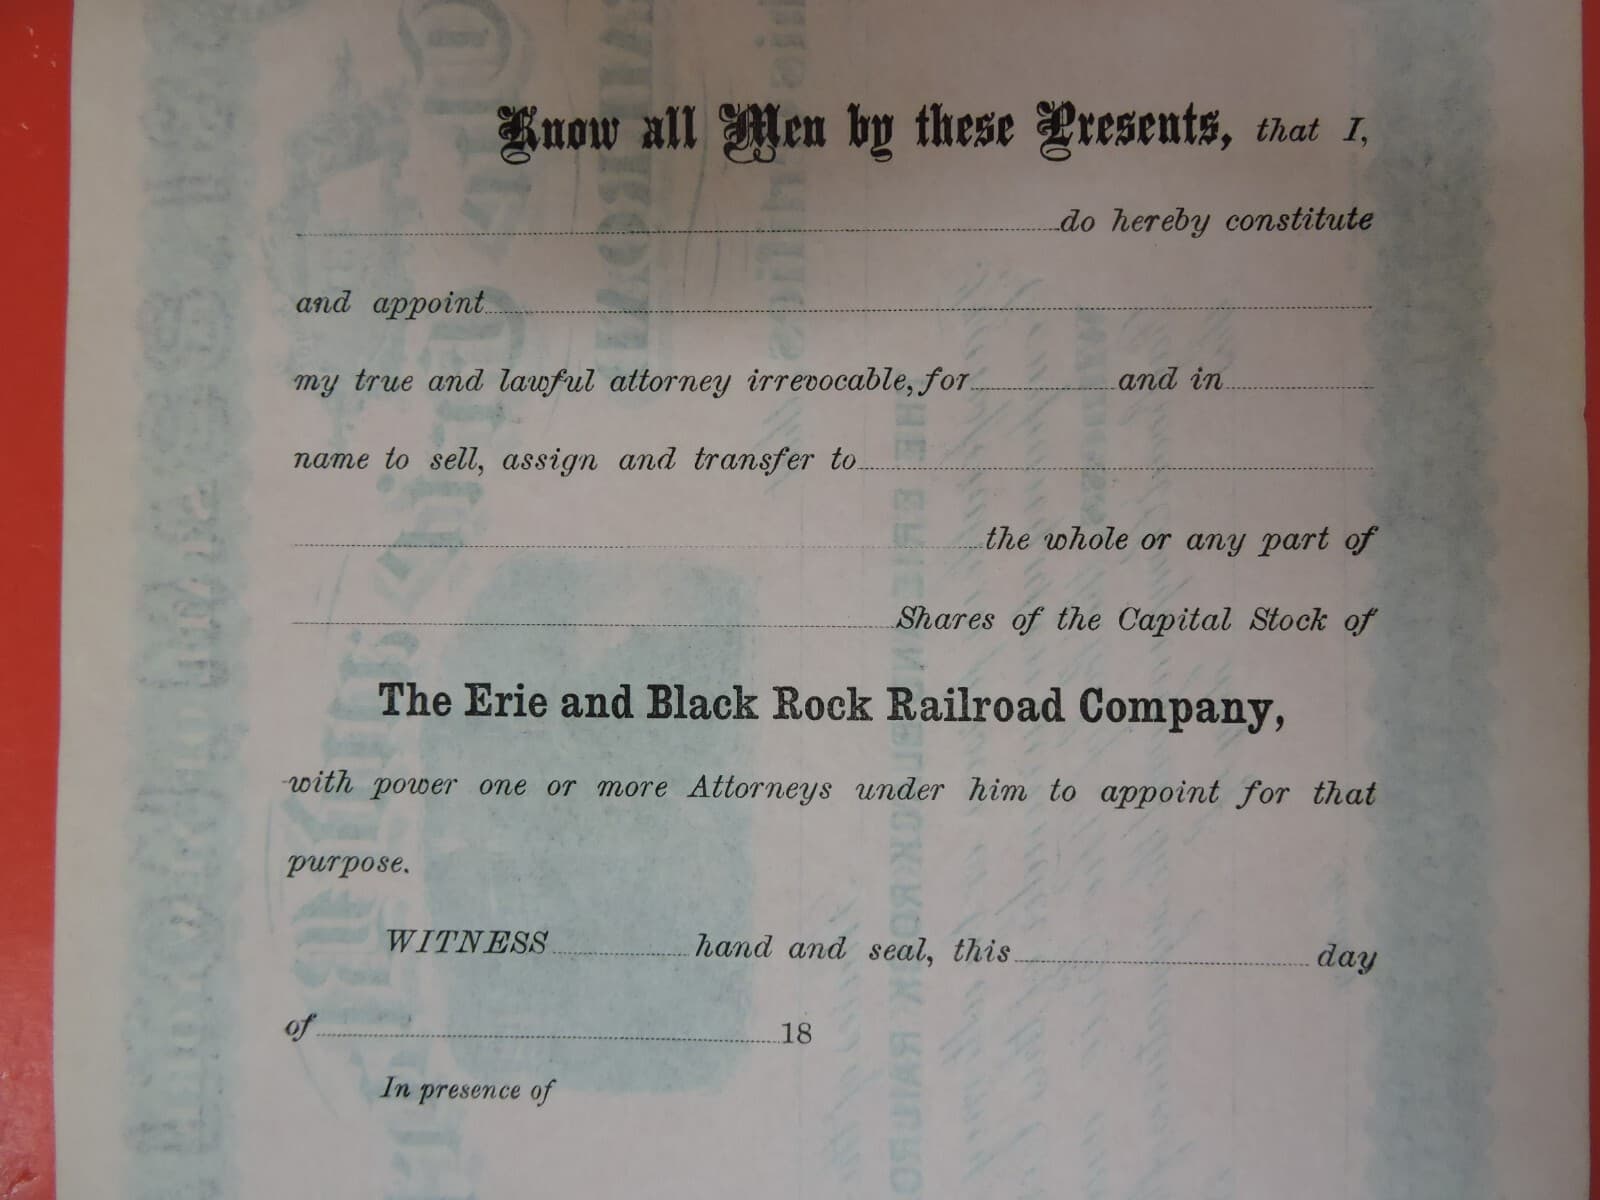 Know all Men by these Presents, that I,
do hereby constitute
and appoint
my true and lawful attorney irrevocable, for and in
name to sell, assign and transfer to
the whole or any part of
Shares of the Capital Stock of
The Erie and Black Rock Railroad Company,
with power one or more Attorneys under him to appoint for that
purpose.
WITNESS hand and seal, this day
of 18
In presence of